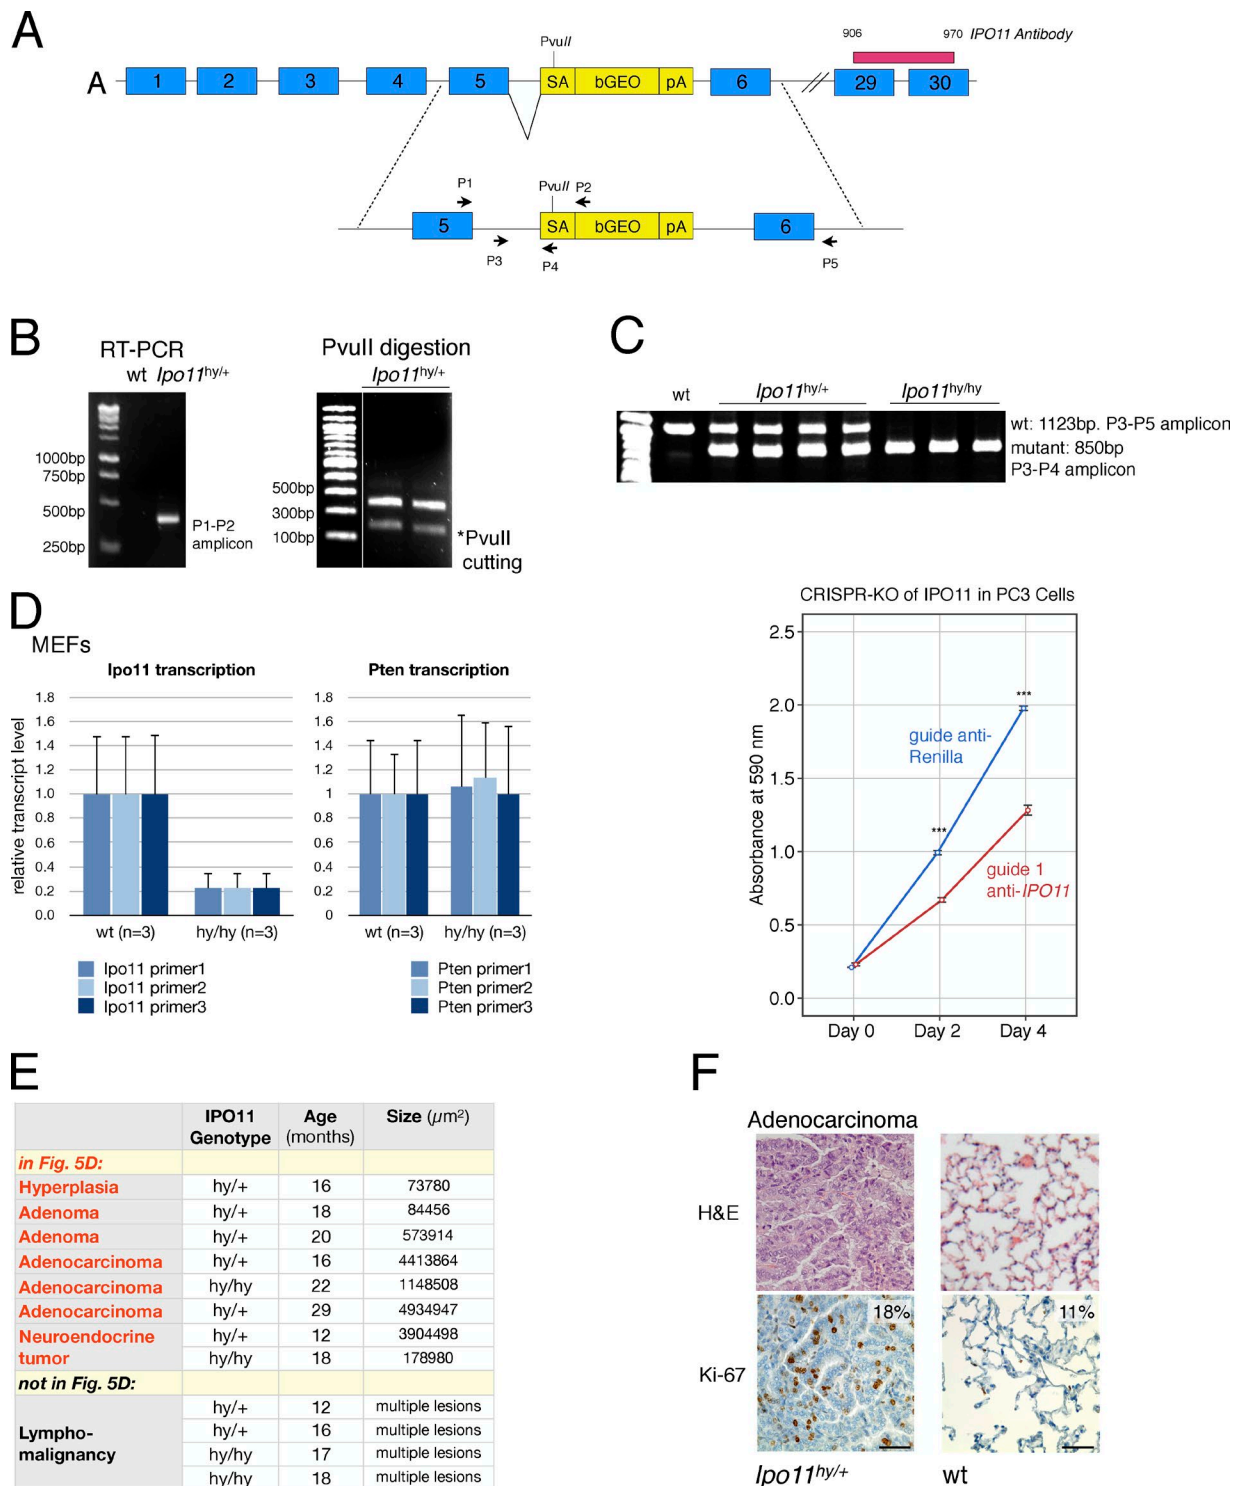 A
906 970 IPO11 Antibody
PvuII
A 1 2 3 4 5 SA bGEO pA 6 29 30
P1 PvuII P2
5 SA bGEO pA 6
P3 P4 P5
B
RT-PCR
wt Ipo11hy/+
1000bp
750bp
500bp
250bp
P1-P2
amplicon
PvuII digestion
Ipo11hy/+
500bp
300bp
100bp
*PvuII
cutting
C
wt Ipo11hy/+ Ipo11hy/hy
wt: 1123bp. P3-P5 amplicon
mutant: 850bp
P3-P4 amplicon
D
MEFs
Ipo11 transcription
relative transcript level
1.8
1.6
1.4
1.2
1.0
0.8
0.6
0.4
0.2
0.0
wt (n=3) hy/hy (n=3)
Ipo11 primer1
Ipo11 primer2
Ipo11 primer3
Pten transcription
1.8
1.6
1.4
1.2
1
0.8
0.6
0.4
0.2
0
wt (n=3) hy/hy (n=3)
Pten primer1
Pten primer2
Pten primer3
CRISPR-KO of IPO11 in PC3 Cells
Absorbance at 590 nm
2.5
2.0
1.5
1.0
0.5
0.0
***
***
guide anti-
Renilla
guide 1
anti-IPO11
Day 0 Day 2 Day 4
E
IPO11 Genotype Age (months) Size (µm²)
in Fig. 5D:
Hyperplasia hy/+ 16 73780
Adenoma hy/+ 18 84456
Adenoma hy/+ 20 573914
Adenocarcinoma hy/+ 16 4413864
Adenocarcinoma hy/hy 22 1148508
Adenocarcinoma hy/+ 29 4934947
Neuroendocrine hy/+ 12 3904498
tumor hy/hy 18 178980
not in Fig. 5D:
Lympho-
malignancy
hy/+ 12 multiple lesions
hy/+ 16 multiple lesions
hy/hy 17 multiple lesions
hy/hy 18 multiple lesions
F
Adenocarcinoma
H&E
Ki-67
18%
11%
Ipo11hy/+ wt